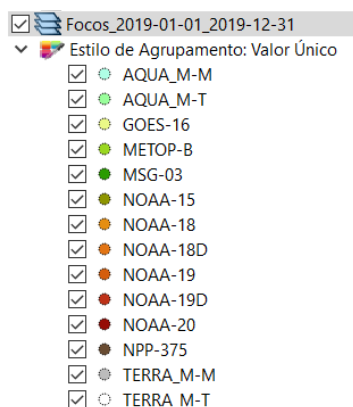 Focos_2019-01-01_2019-12-31
Estilo de Agrupamento: Valor Único
AQUA_M-M
AQUA_M-T
GOES-16
METOP-B
MSG-03
NOAA-15
NOAA-18
NOAA-18D
NOAA-19
NOAA-19D
NOAA-20
NPP-375
TERRA_M-M
TERRA_M-T